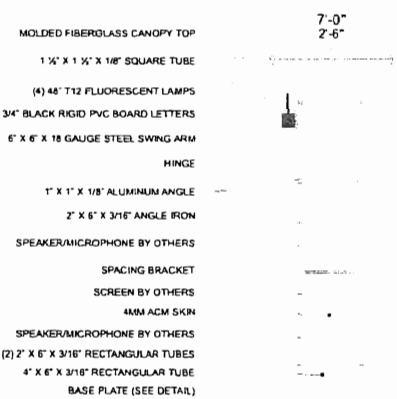 7'-0"
2'-6"
MOLDED FIBERGLASS CANOPY TOP
1 ½" X 1 ½" X 1/8" SQUARE TUBE
(4) 48" T12 FLUORESCENT LAMPS
3/4" BLACK RIGID PVC BOARD LETTERS
6" X 6" X 18 GAUGE STEEL SWING ARM
HINGE
1" X 1" X 1/8" ALUMINUM ANGLE
2" X 6" X 3/16" ANGLE IRON
SPEAKER/MICROPHONE BY OTHERS
SPACING BRACKET
SCREEN BY OTHERS
4MM ACM SKIN
SPEAKER/MICROPHONE BY OTHERS
(2) 2" X 6" X 3/16" RECTANGULAR TUBES
4" X 6" X 3/16" RECTANGULAR TUBE
BASE PLATE (SEE DETAIL)